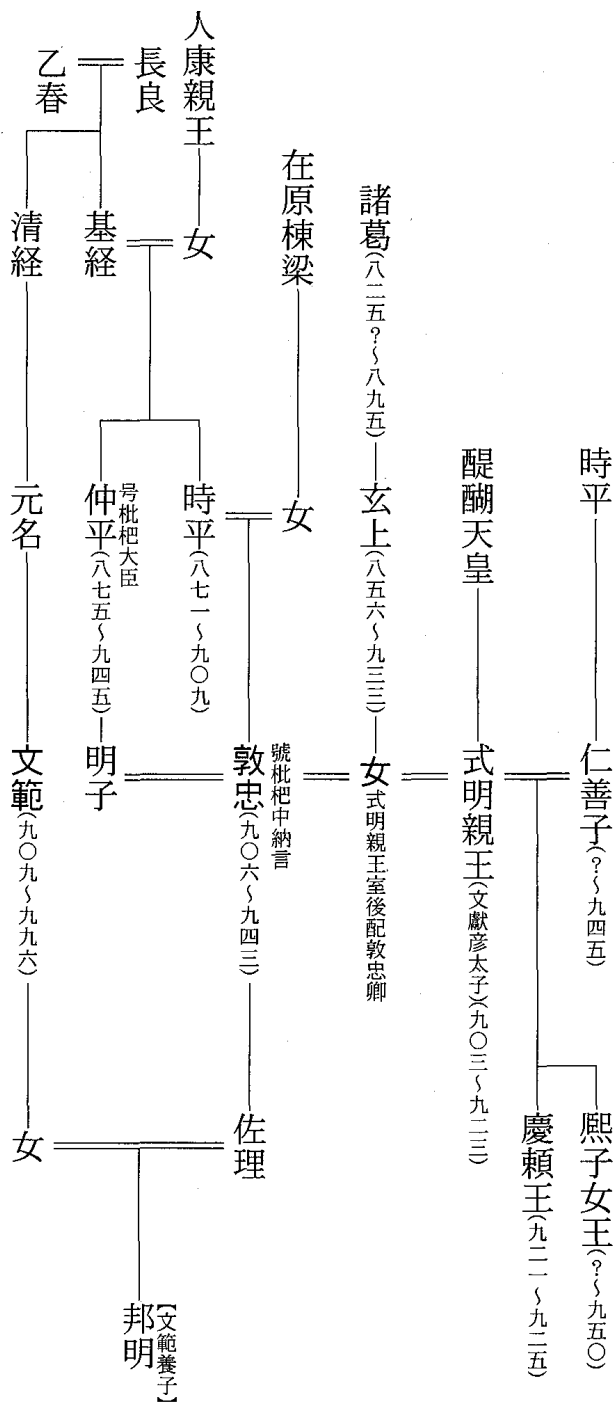 時平
仁善子(?〜九四五)
熙子女王(?〜九五〇)
慶頼王(九二一〜九二五)
醍醐天皇
式明親王(文献彦太子)(九〇三〜九二三)
諸葛(八二五?〜八九五)
玄上(八五六〜九三三)
女 式明親王室後配敦忠卿
在原棟梁
女
號枇杷中納言
敦忠(九〇六〜九四三)
佐理
人康親王
女
時平(八七一〜九〇九)
長良
基経
号枇杷大臣
仲平(八七五〜九四五)
明子
【文範養子】
邦明
乙春
清経
元名
文範(九〇九〜九九六)
女